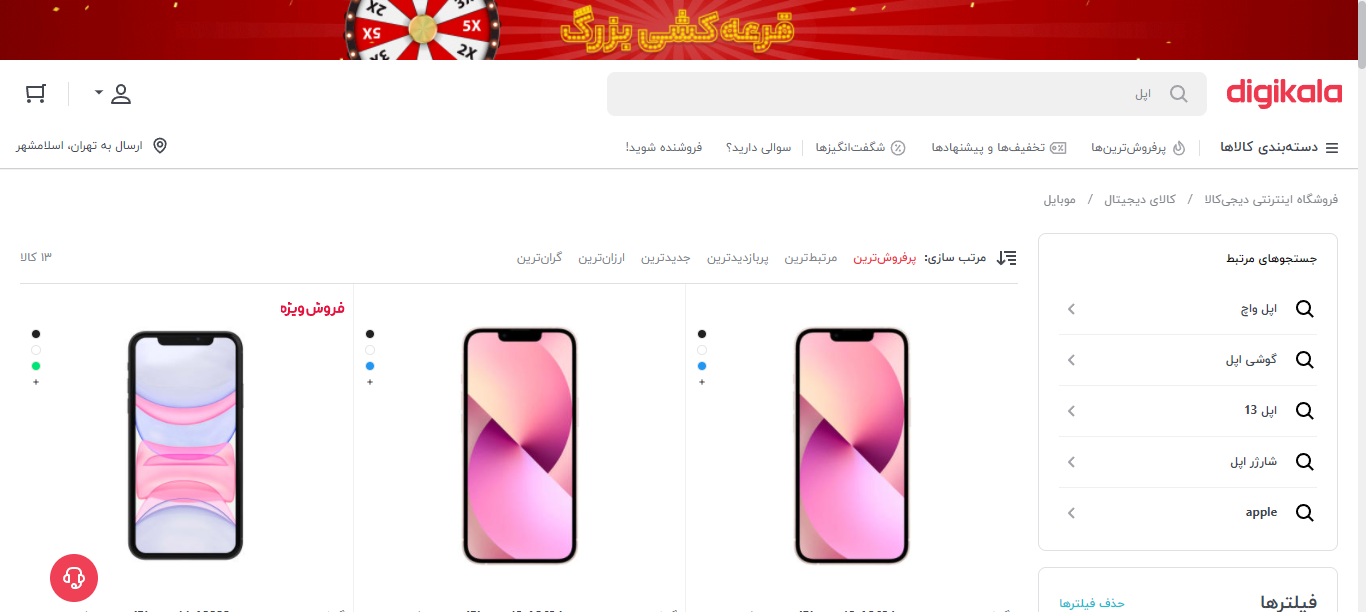 قرعه‌کشی بزرگ
3X
XƧ
5X
SX
2X
digikala
اپل
دسته‌بندی کالاها
پرفروش‌ترین‌ها
تخفیف‌ها و پیشنهادها
شگفت‌انگیزها
سوالی دارید؟
فروشنده شوید!
ارسال به تهران، اسلامشهر
فروشگاه اینترنتی دیجی‌کالا / کالای دیجیتال / موبایل
جستجوهای مرتبط
اپل واچ
گوشی اپل
اپل 13
شارژر اپل
apple
فیلترها
حذف فیلترها
مرتب سازی: پرفروش‌ترین مرتبط‌ترین پربازدیدترین جدیدترین ارزان‌ترین گران‌ترین
۱۳ کالا
فروش ویژه
+
+
+